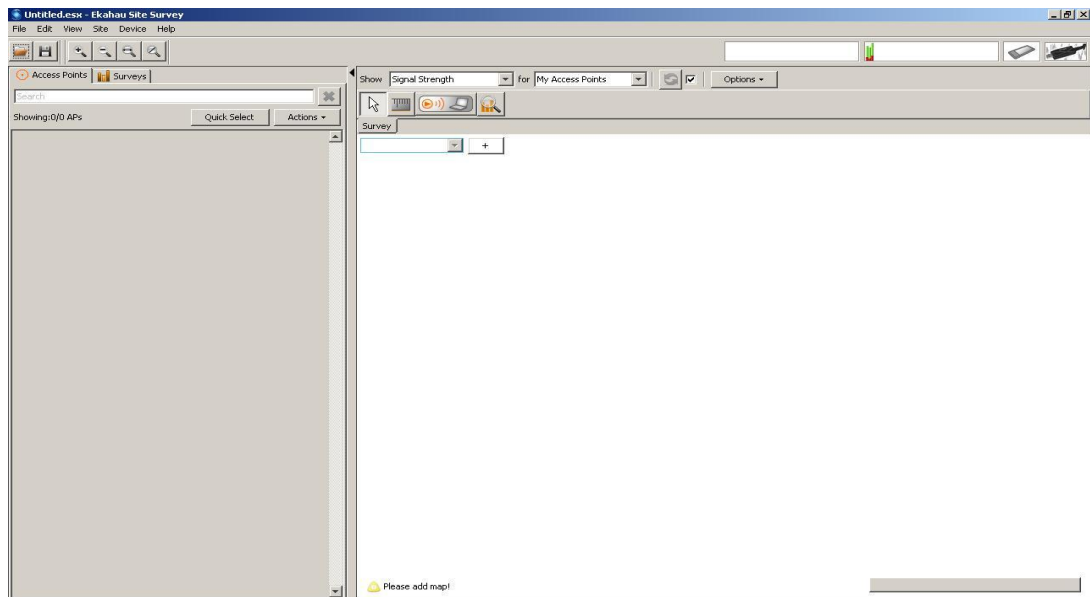 Untitled.esx - Ekahau Site Survey
File Edit View Site Device Help
Access Points Surveys
Search
Showing:0/0 APs Quick Select Actions
Show Signal Strength for My Access Points Options
Survey
+
Please add map!